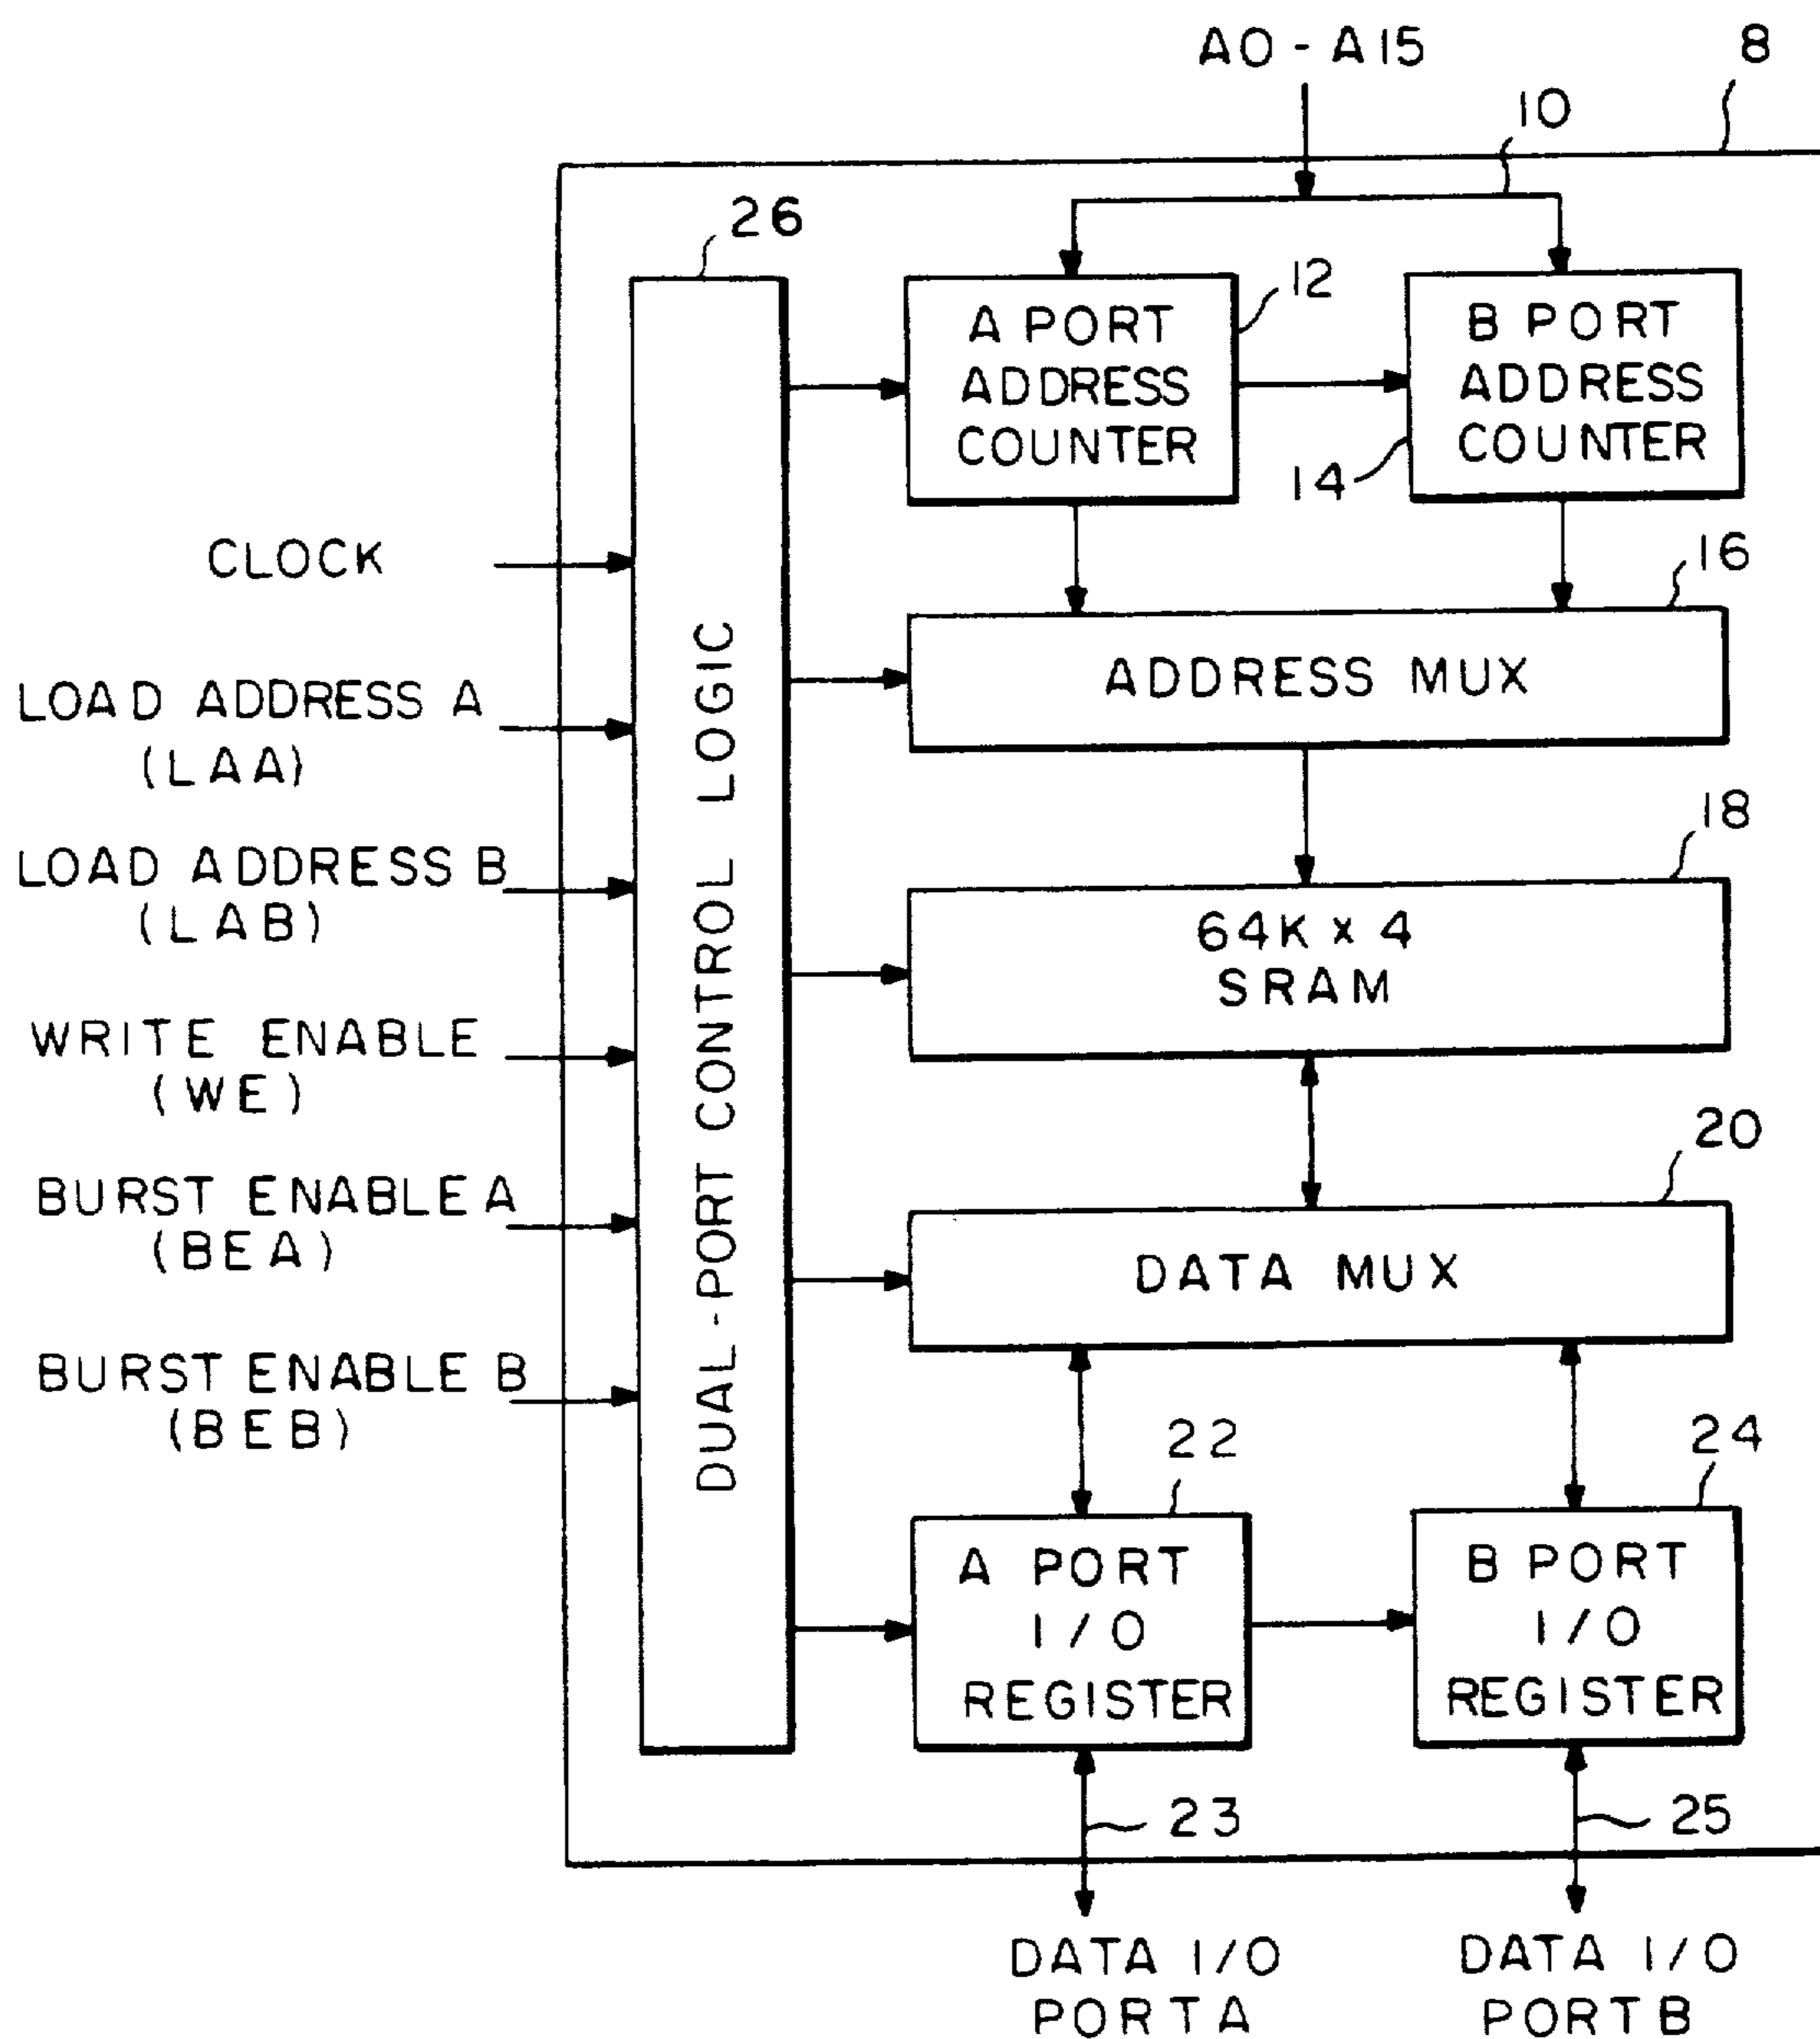 A0 - A15
8
10
26
12
A PORT
ADDRESS
COUNTER
B PORT
ADDRESS
COUNTER
14
CLOCK
16
ADDRESS MUX
LOAD ADDRESS A
(LAA)
DUAL-PORT CONTROL LOGIC
18
LOAD ADDRESS B
(LAB)
64K x 4
SRAM
WRITE ENABLE
(WE)
20
BURST ENABLE A
(BEA)
DATA MUX
BURST ENABLE B
(BEB)
22
24
A PORT
I/O
REGISTER
B PORT
I/O
REGISTER
23
25
DATA I/O
PORT A
DATA I/O
PORT B